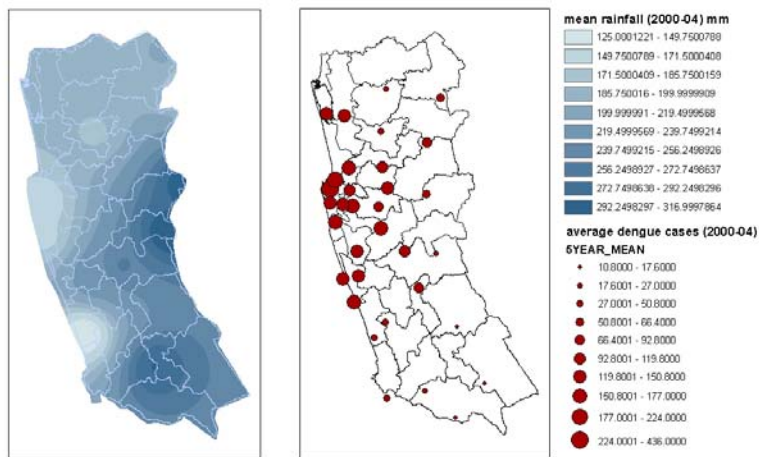 mean rainfall (2000-04) mm
125.0001221 - 149.7500788
149.7500789 - 171.5000408
171.5000409 - 185.7500159
185.750016 - 199.9999909
199.999991 - 219.4999568
219.4999569 - 239.7499214
239.7499215 - 256.2498926
256.2498927 - 272.7498637
272.7498638 - 292.2498296
292.2498297 - 316.9997864
average dengue cases (2000-04)
5YEAR_MEAN
10.8000 - 17.6000
17.6001 - 27.0000
27.0001 - 50.8000
50.8001 - 66.4000
66.4001 - 92.8000
92.8001 - 119.8000
119.8001 - 150.8000
150.8001 - 177.0000
177.0001 - 224.0000
224.0001 - 436.0000